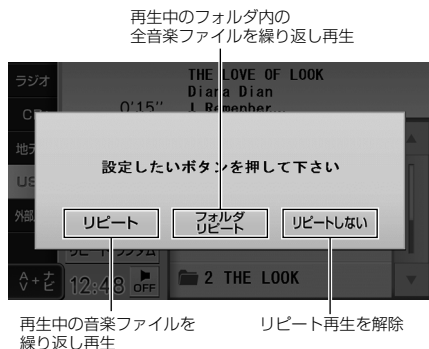 再生中のフォルダ内の
全音楽ファイルを繰り返し再生
ラジオ
THE LOVE OF LOOK
Diana Dian
0'15"
I Remenber...
設定したいボタンを押して下さい
リピート
フォルダ
リピート
リピートしない
外部
A+ナ
V+ビ
12:48
OFF
2 THE LOOK
再生中の音楽ファイルを
繰り返し再生
リピート再生を解除